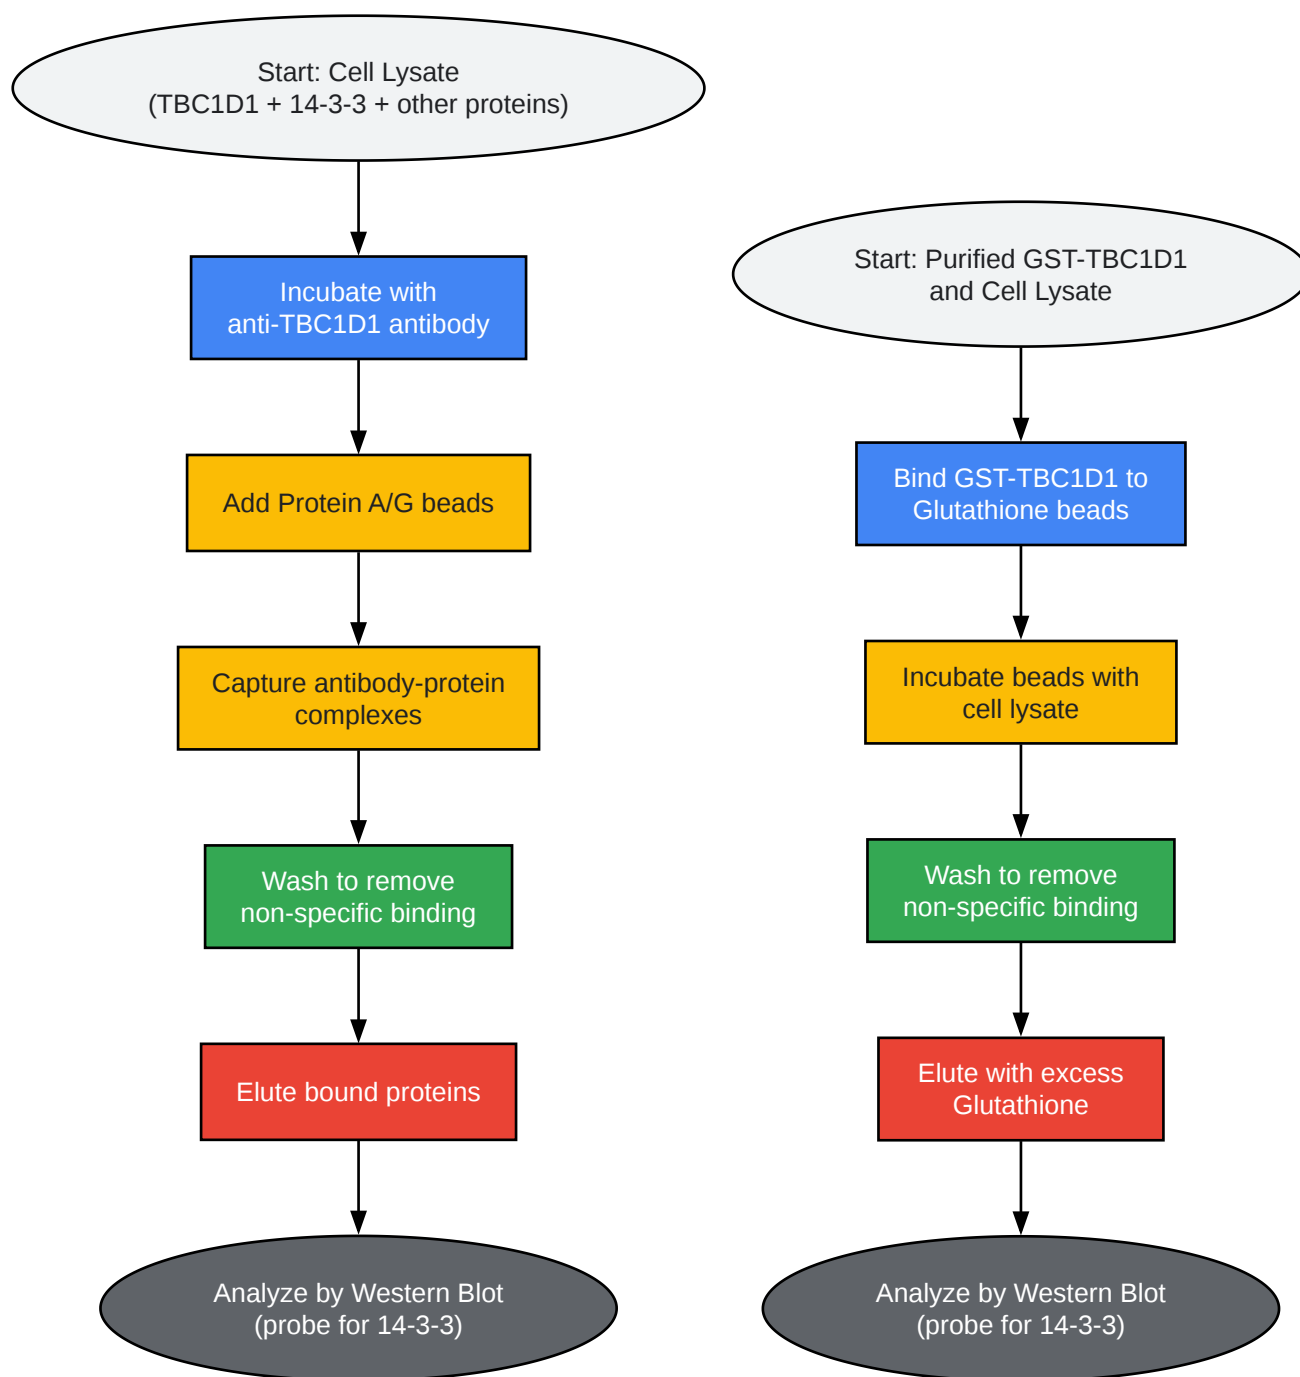 Start: Cell Lysate
(TBC1D1 + 14-3-3 + other proteins)
Incubate with
anti-TBC1D1 antibody
Add Protein A/G beads
Capture antibody-protein
complexes
Wash to remove
non-specific binding
Elute bound proteins
Analyze by Western Blot
(probe for 14-3-3)
Start: Purified GST-TBC1D1
and Cell Lysate
Bind GST-TBC1D1 to
Glutathione beads
Incubate beads with
cell lysate
Wash to remove
non-specific binding
Elute with excess
Glutathione
Analyze by Western Blot
(probe for 14-3-3)